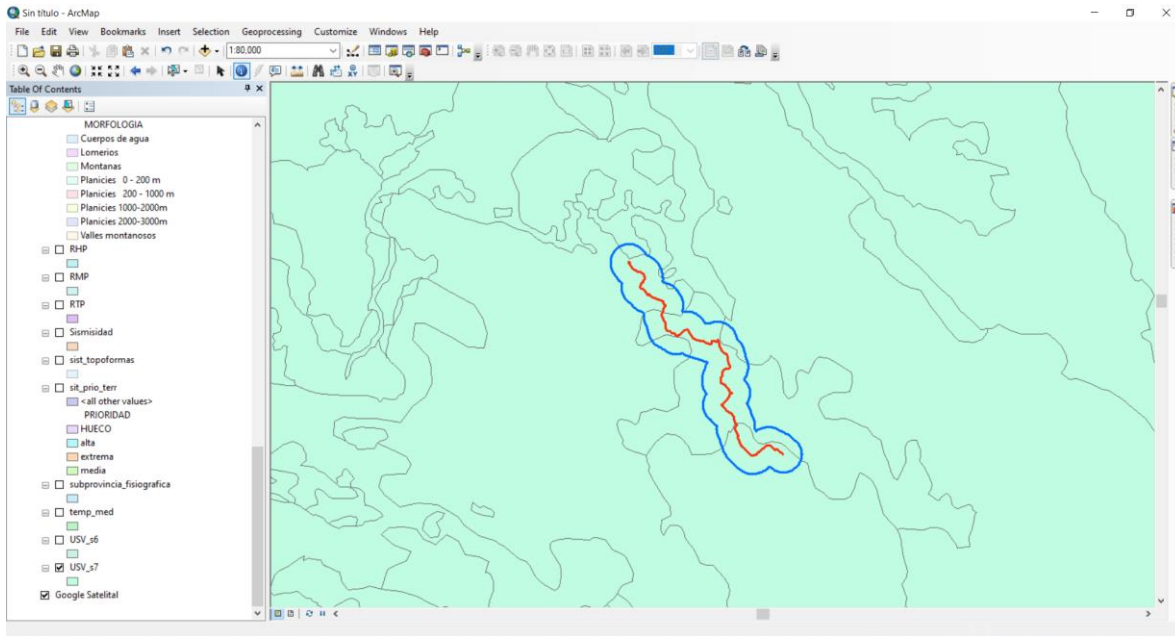 Sin título - ArcMap
File Edit View Bookmarks Insert Selection Geoprocessing Customize Windows Help
1:80,000
Table Of Contents
MORFOLOGIA
Cuerpos de agua
Lomerios
Montanas
Planicies 0 - 200 m
Planicies 200 - 1000 m
Planicies 1000-2000m
Planicies 2000-3000m
Valles montanosos
RHP
RMP
RTP
Sismisidad
sist_topoformas
sit_prio_terr
<all other values>
PRIORIDAD
HUECO
alta
extrema
media
subprovincia_fisiografica
temp_med
USV_s6
USV_s7
Google Satelital